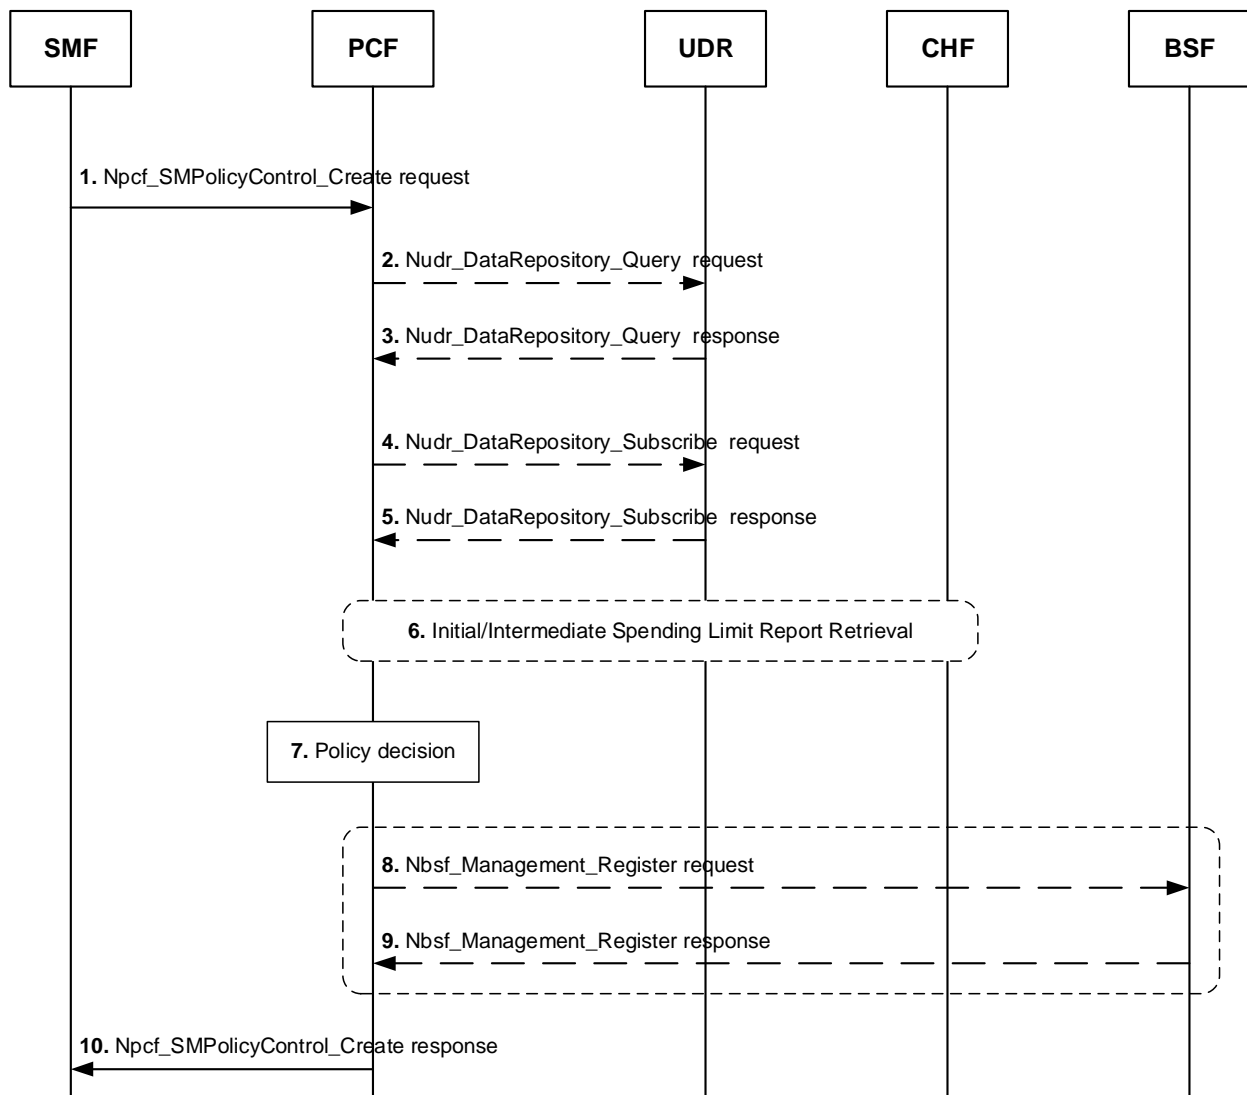 SMF PCF UDR CHF BSF
1. Npcf_SMPolicyControl_Create request
2. Nudr_DataRepository_Query request
3. Nudr_DataRepository_Query response
4. Nudr_DataRepository_Subscribe request
5. Nudr_DataRepository_Subscribe response
6. Initial/Intermediate Spending Limit Report Retrieval
7. Policy decision
8. Nbsf_Management_Register request
9. Nbsf_Management_Register response
10. Npcf_SMPolicyControl_Create response